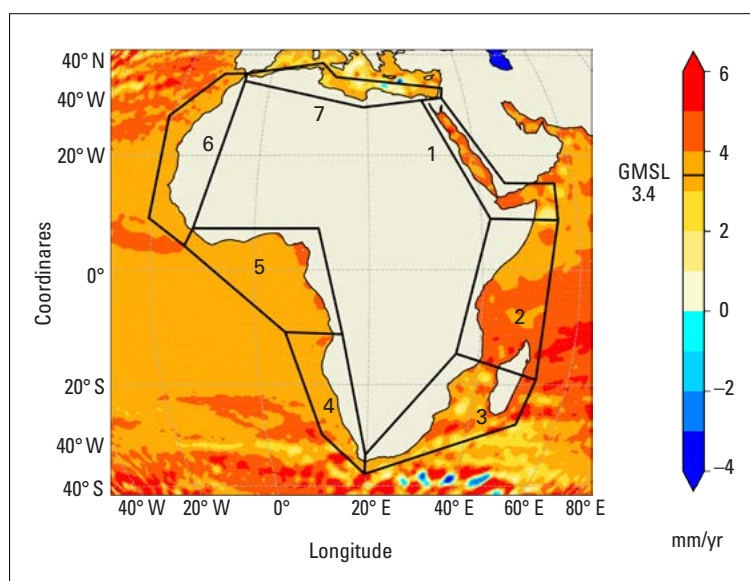 40° N
40° W
20° W
0°
20° S
40° W
40° S
Coordinares
1
2
3
4
5
6
7
40° W
20° W
0°
20° E
40° E
60° E
80° E
Longitude
GMSL
3.4
6
4
2
0
–2
–4
mm/yr